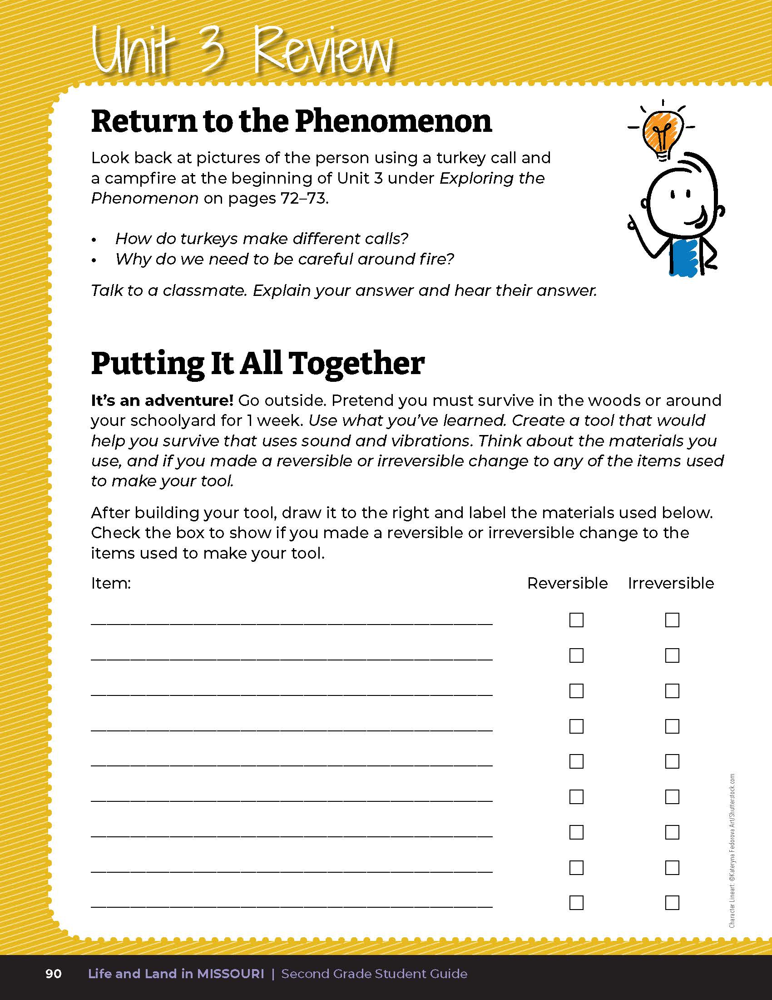 Unit 3 Review
Return to the Phenomenon
Look back at pictures of the person using a turkey call and
a campfire at the beginning of Unit 3 under Exploring the
Phenomenon on pages 72–73.
• How do turkeys make different calls?
• Why do we need to be careful around fire?
Talk to a classmate. Explain your answer and hear their answer.
Putting It All Together
It's an adventure! Go outside. Pretend you must survive in the woods or around
your schoolyard for 1 week. Use what you've learned. Create a tool that would
help you survive that uses sound and vibrations. Think about the materials you
use, and if you made a reversible or irreversible change to any of the items used
to make your tool.
After building your tool, draw it to the right and label the materials used below.
Check the box to show if you made a reversible or irreversible change to the
items used to make your tool.
Item: Reversible Irreversible
Character Lineart: ©Kateryna Fedorova Art/Shutterstock.com
90 Life and Land in MISSOURI | Second Grade Student Guide